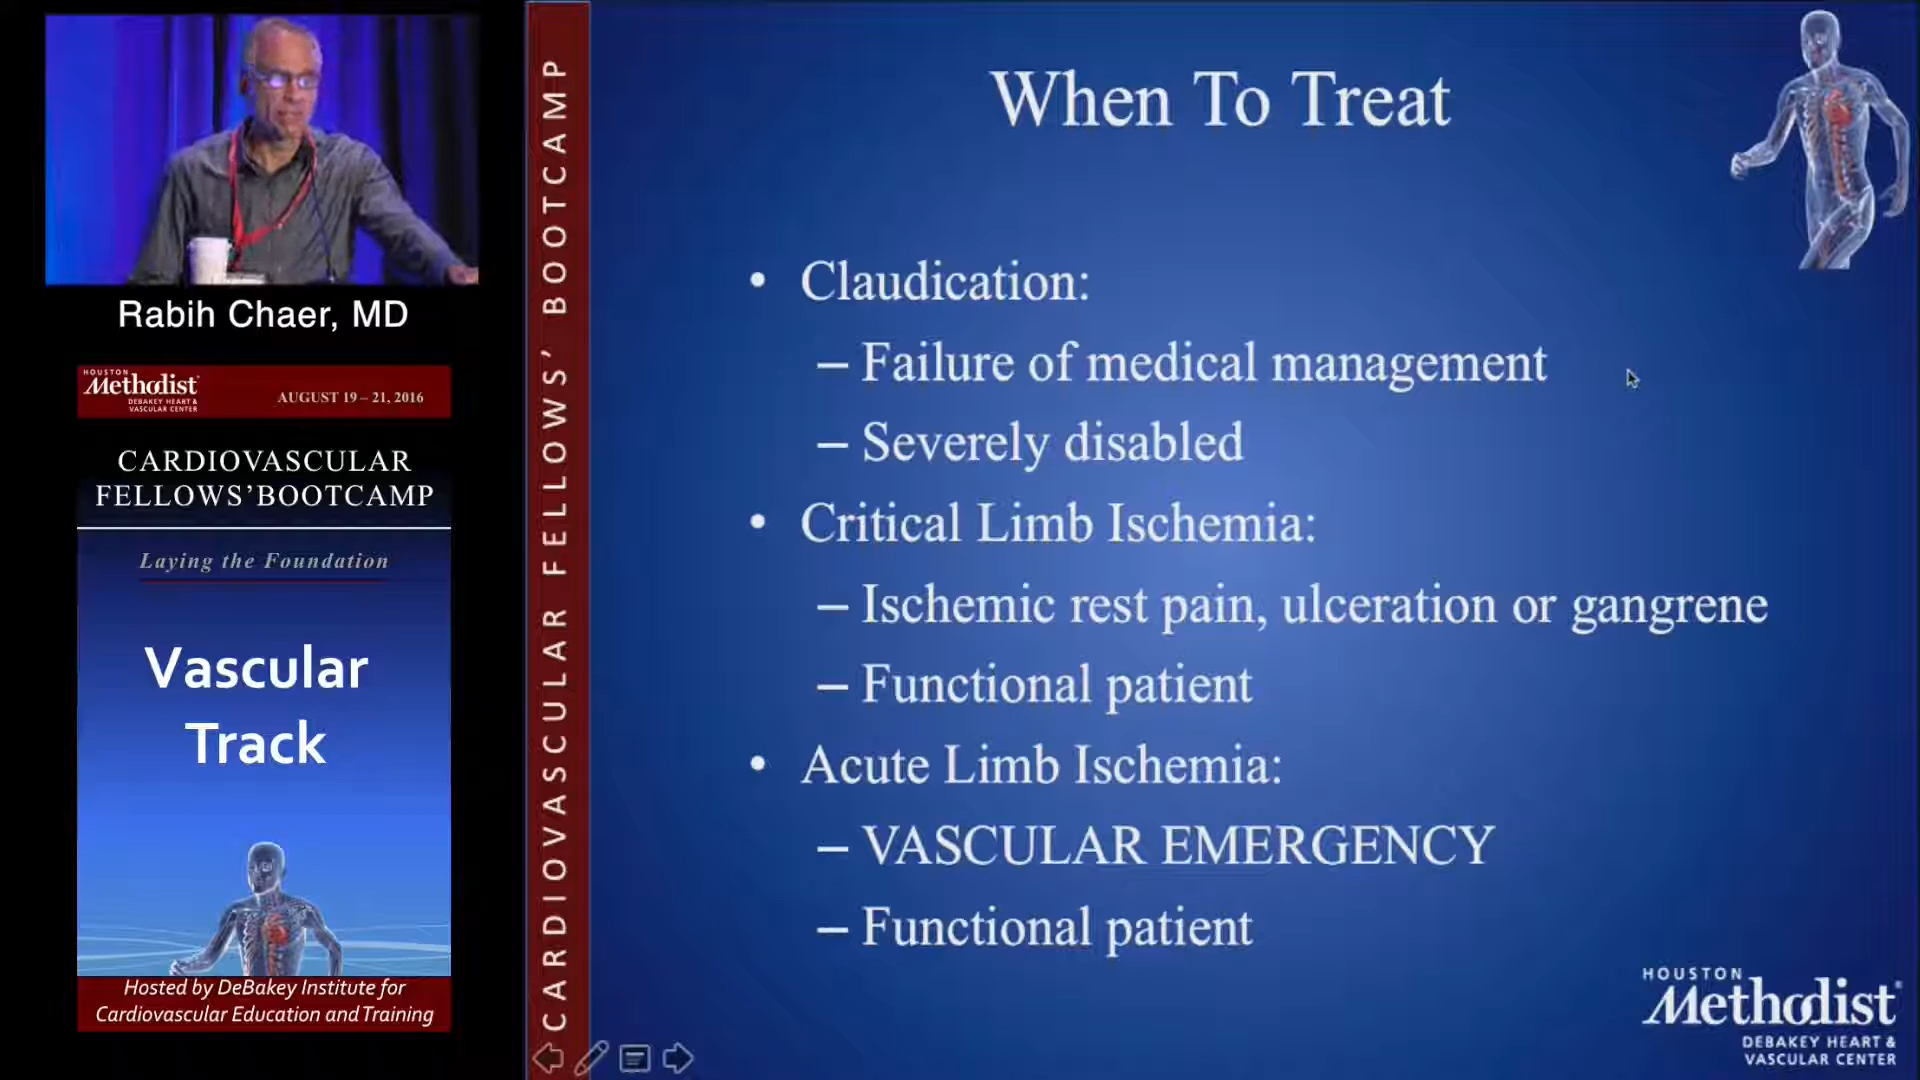 Rabih Chaer, MD
HOUSTON
Methodist
DEBAKEY HEART &
VASCULAR CENTER
AUGUST 19 – 21, 2016
CARDIOVASCULAR
FELLOWS’BOOTCAMP
Laying the Foundation
Vascular
Track
Hosted by DeBakey Institute for
Cardiovascular Education and Training
CARDIOVASCULAR FELLOWS’ BOOTCAMP
When To Treat
• Claudication:
– Failure of medical management
– Severely disabled
• Critical Limb Ischemia:
– Ischemic rest pain, ulceration or gangrene
– Functional patient
• Acute Limb Ischemia:
– VASCULAR EMERGENCY
– Functional patient
HOUSTON
Methodist
DEBAKEY HEART &
VASCULAR CENTER